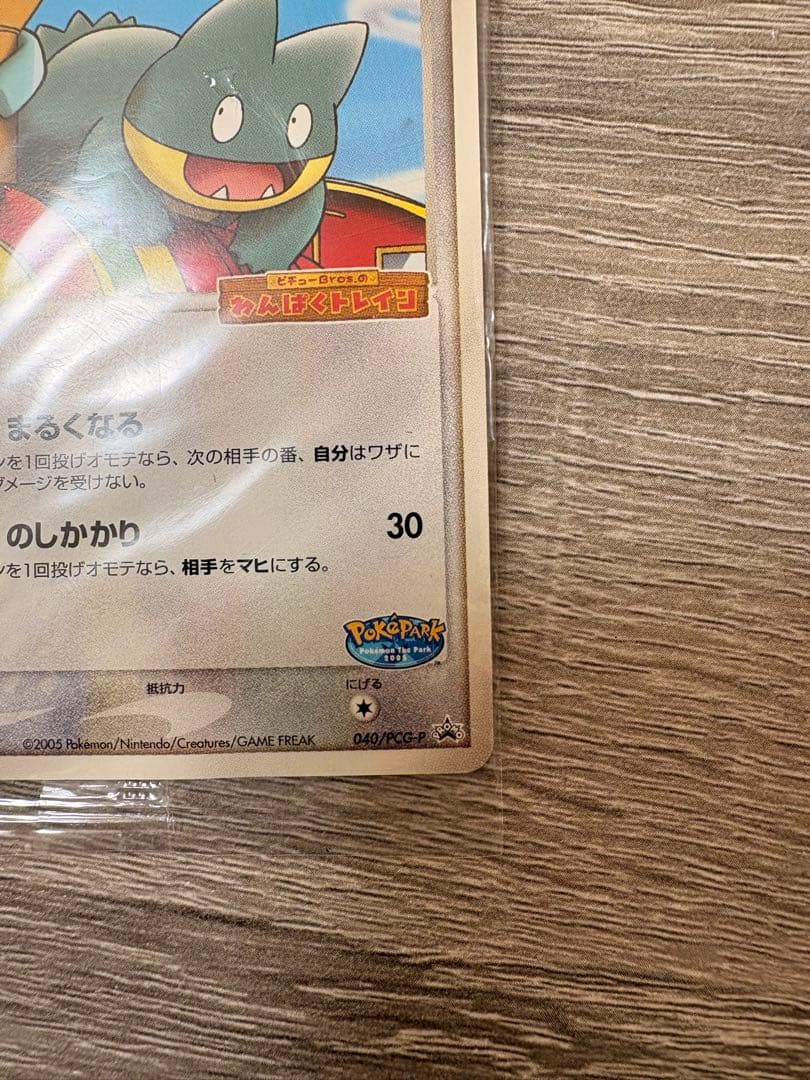 ピチューBros.の
わんぱくトレイン
まるくなる
ンを1回投げオモテなら、次の相手の番、自分はワザに
ダメージを受けない。
のしかかり 30
ンを1回投げオモテなら、相手をマヒにする。
POKéPARK
Pokémon The Park
2005
抵抗力 にげる
©2005 Pokémon/Nintendo/Creatures/GAME FREAK 040/PCG-P